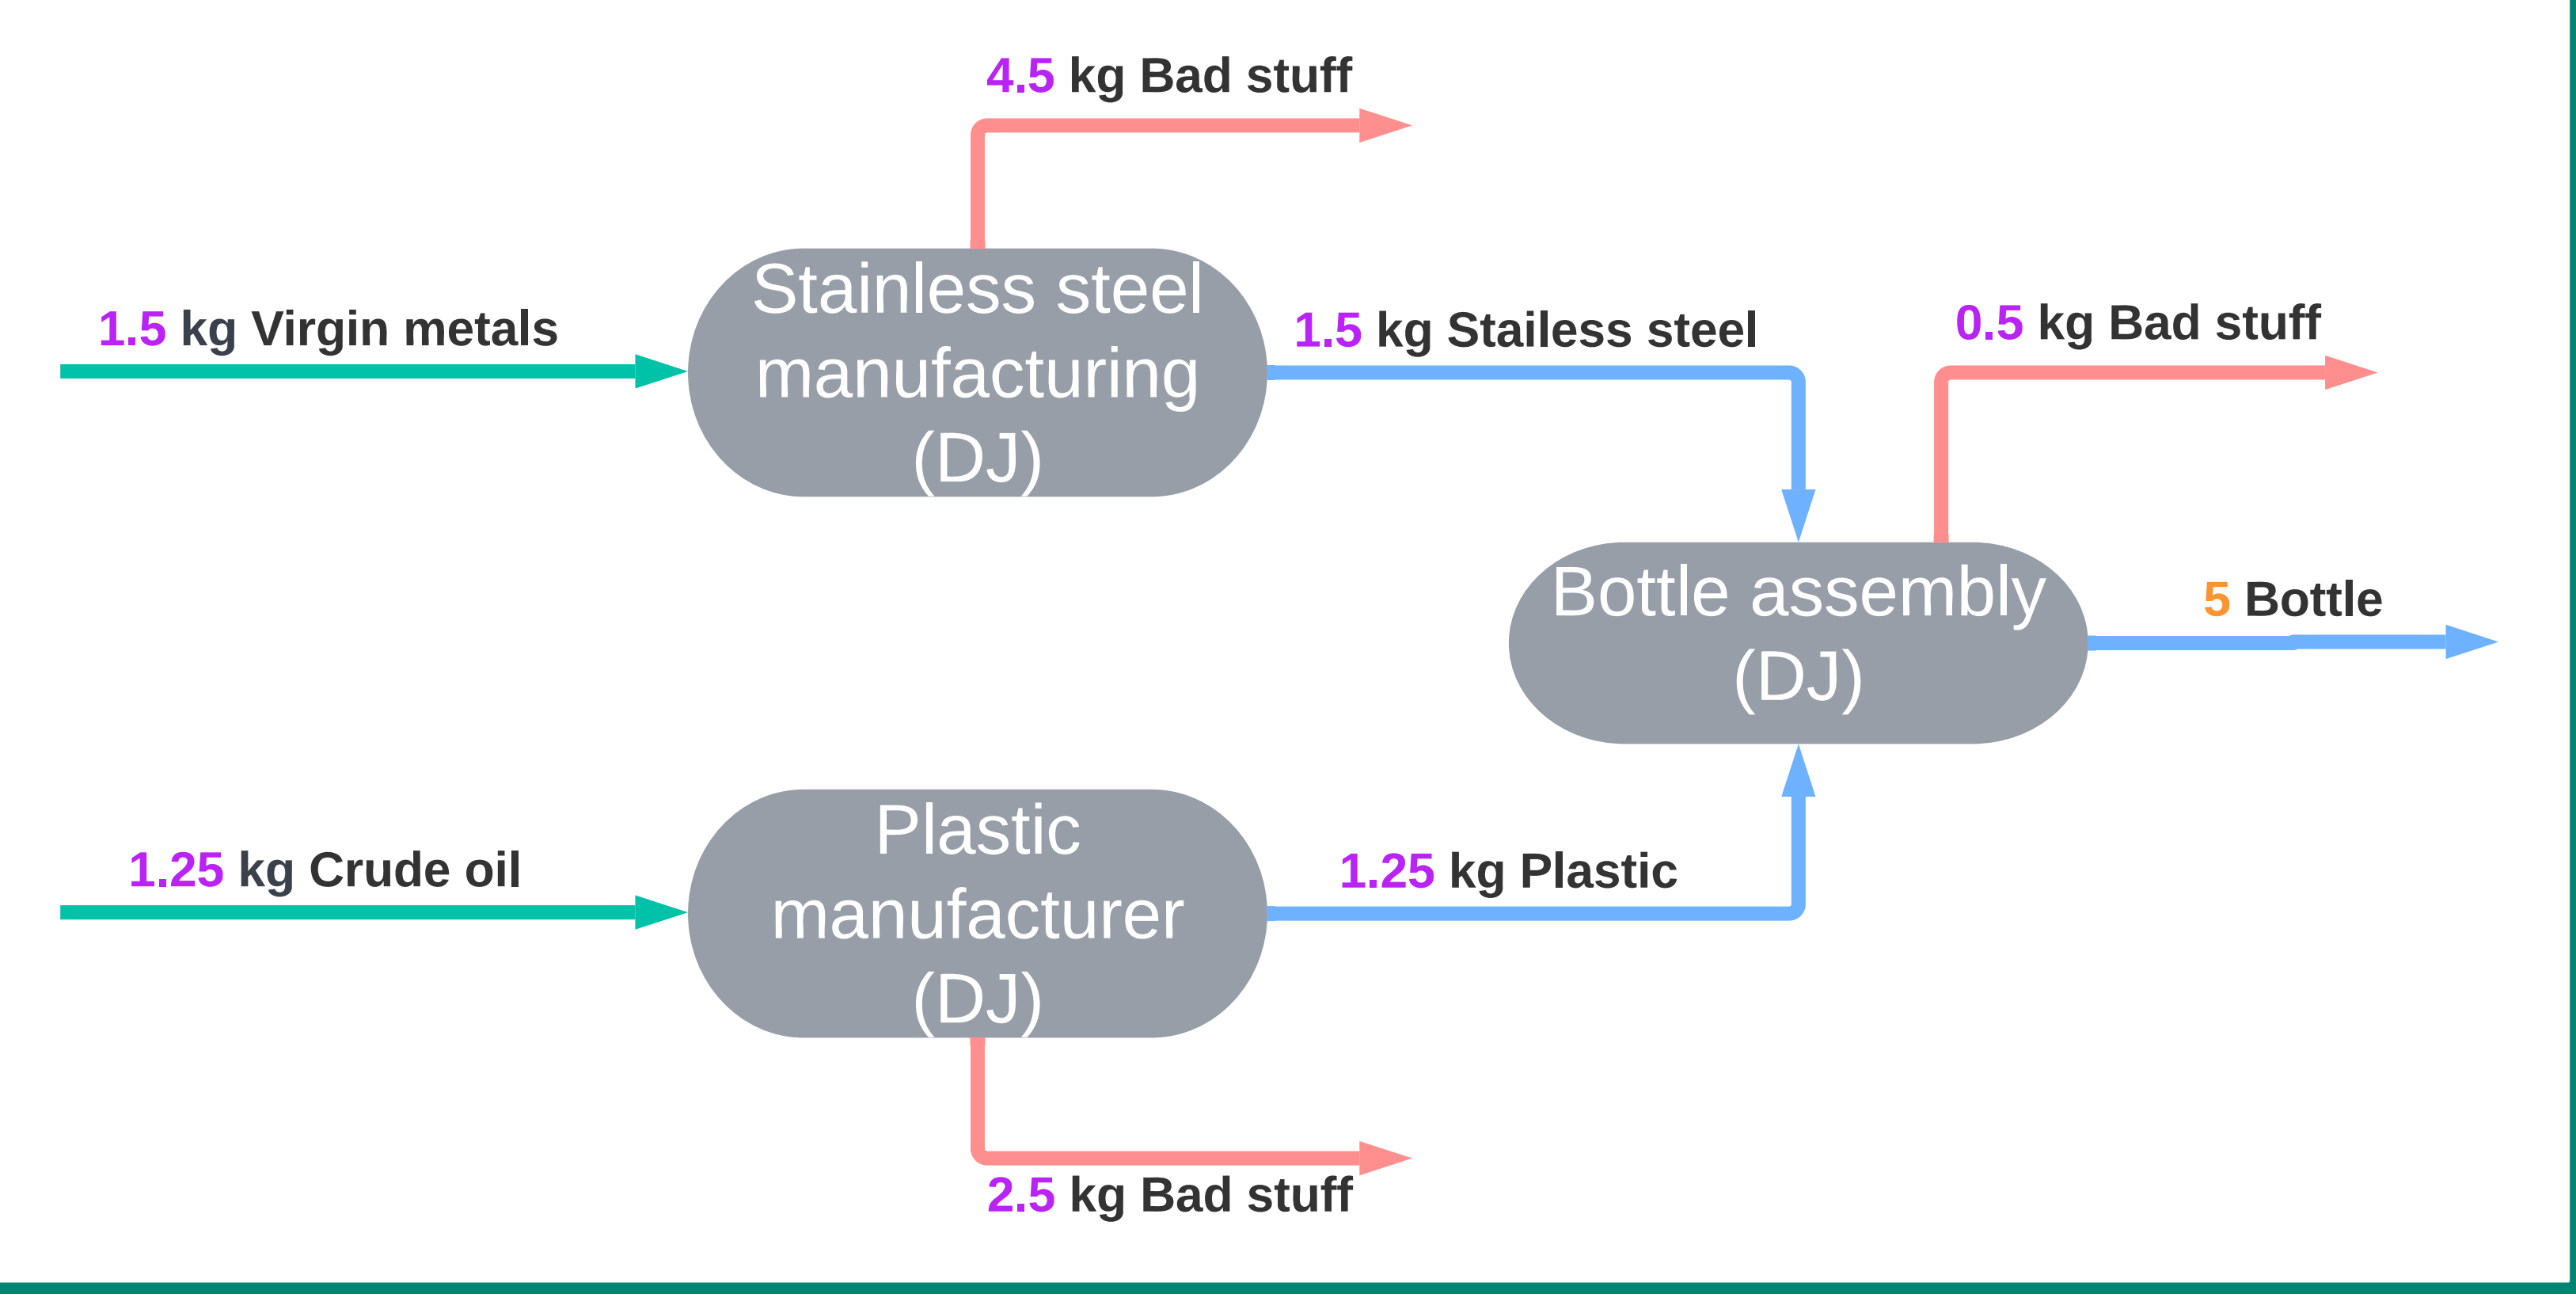 4.5 kg Bad stuff
1.5 kg Virgin metals
Stainless steel
manufacturing
(DJ)
1.5 kg Stailess steel
0.5 kg Bad stuff
Bottle assembly
(DJ)
5 Bottle
1.25 kg Crude oil
Plastic
manufacturer
(DJ)
1.25 kg Plastic
2.5 kg Bad stuff